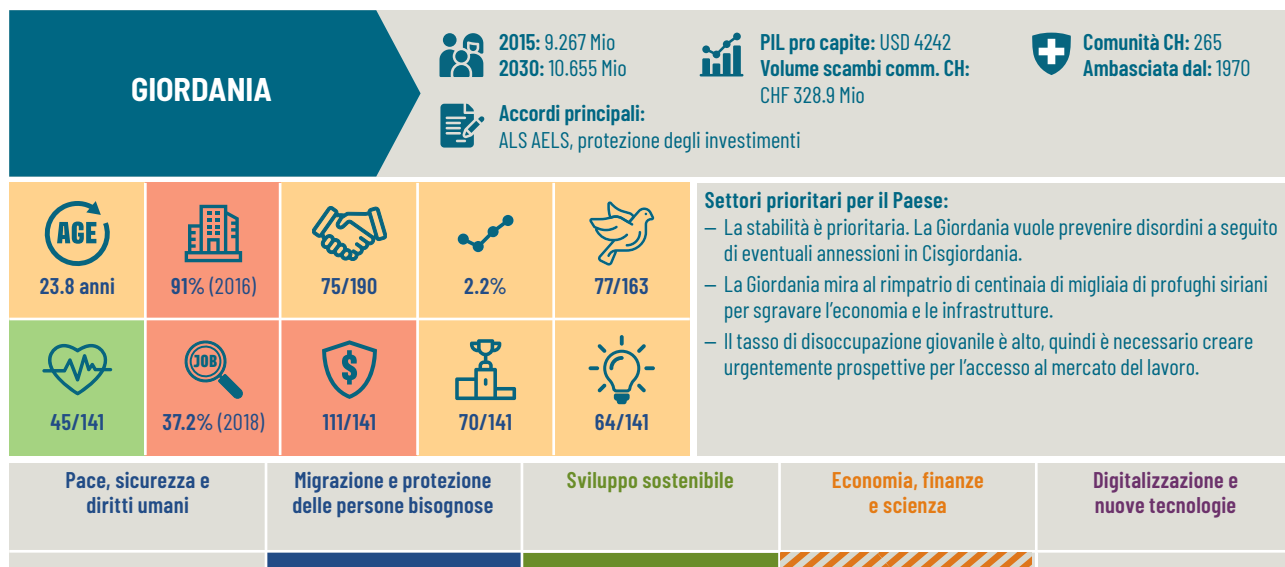 GIORDANIA
2015: 9.267 Mio
2030: 10.655 Mio
Accordi principali:
ALS AELS, protezione degli investimenti
PIL pro capite: USD 4242
Volume scambi comm. CH:
CHF 328.9 Mio
Comunità CH: 265
Ambasciata dal: 1970
AGE
23.8 anni
91% (2016)
75/190
2.2%
77/163
45/141
JOB
37.2% (2018)
$
111/141
70/141
64/141
Settori prioritari per il Paese:
– La stabilità è prioritaria. La Giordania vuole prevenire disordini a seguito
di eventuali annessioni in Cisgiordania.
– La Giordania mira al rimpatrio di centinaia di migliaia di profughi siriani
per sgravare l'economia e le infrastrutture.
– Il tasso di disoccupazione giovanile è alto, quindi è necessario creare
urgentemente prospettive per l'accesso al mercato del lavoro.
Pace, sicurezza e
diritti umani
Migrazione e protezione
delle persone bisognose
Sviluppo sostenibile
Economia, finanze
e scienza
Digitalizzazione e
nuove tecnologie